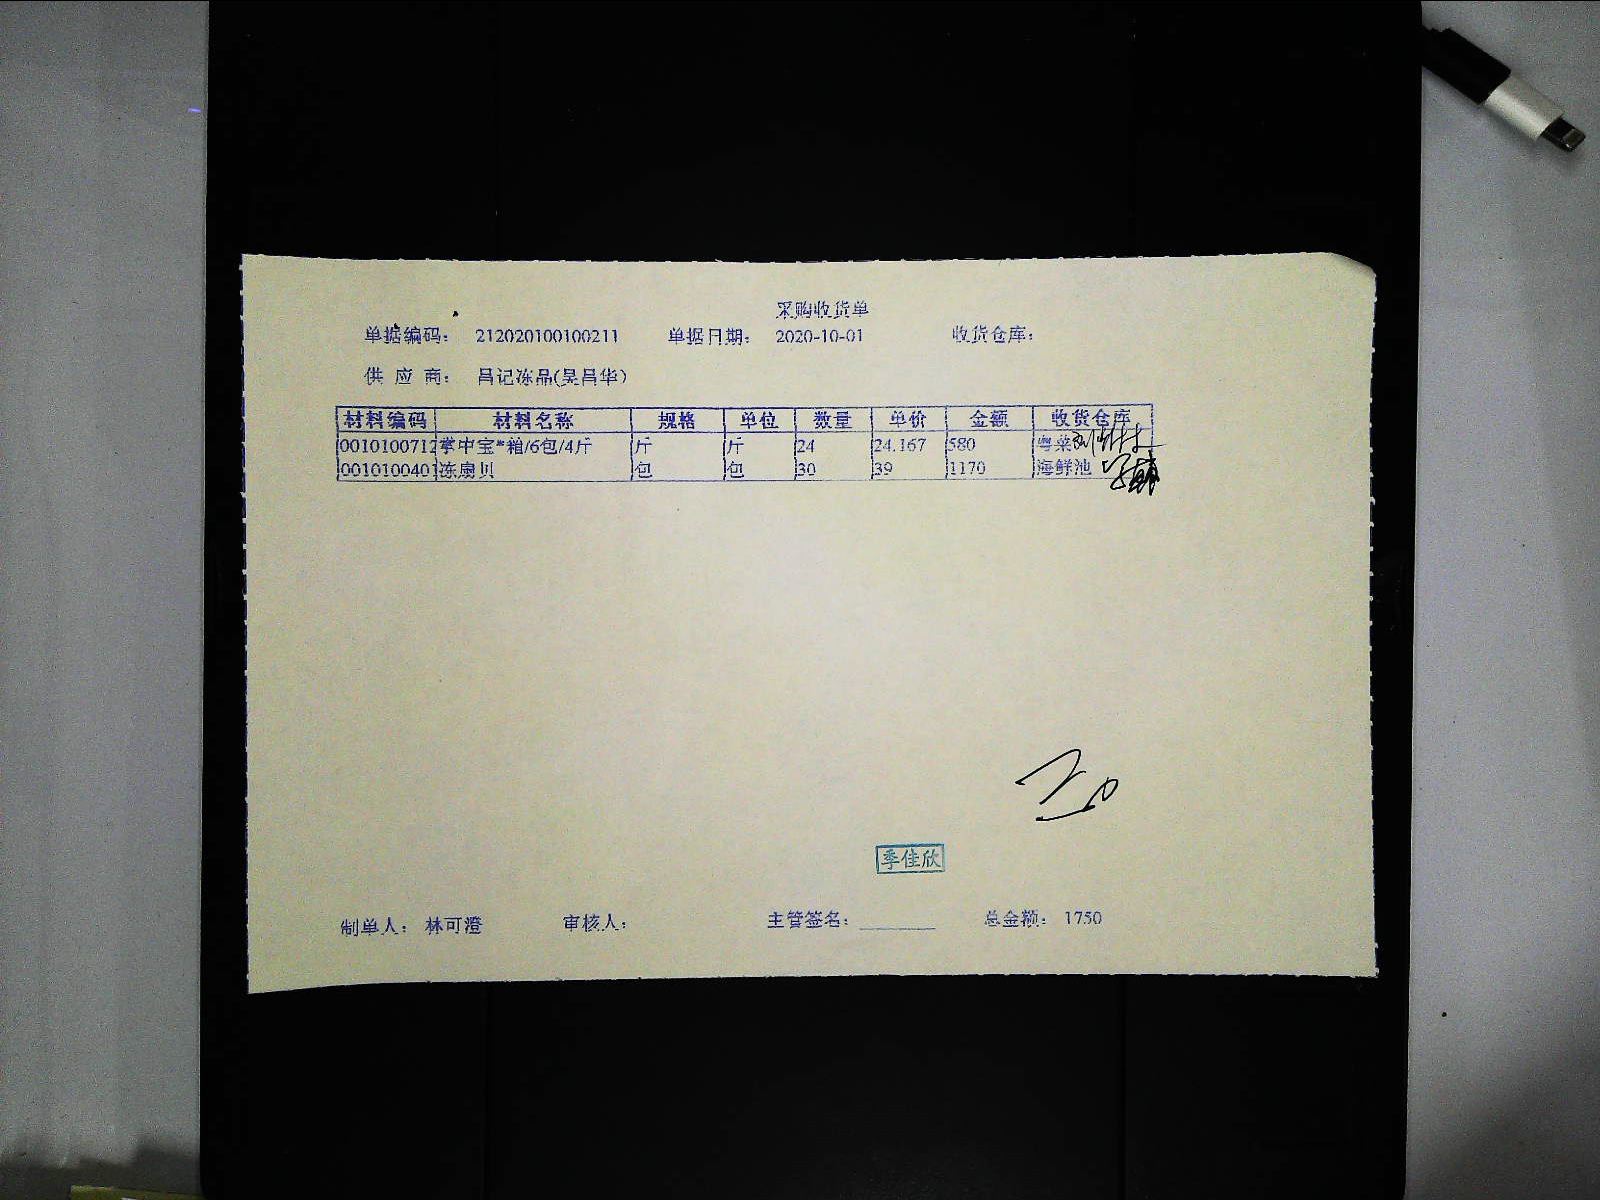 采购收货单
单据编码： 212020100100211 单据日期： 2020-10-01 收货仓库：
供 应 商： 吕记冻品(吴昌华)
材料编码 材料名称 规格 单位 数量 单价 金额 收货仓库
0010100712 掌中宝*箱/6包/4斤 斤 斤 24 24.167 580 粤菜
0010100401 冻扇贝 包 包 30 39 1170 海鲜池
季佳欣
制单人： 林可澄 审核人： 主管签名： 总金额： 1750